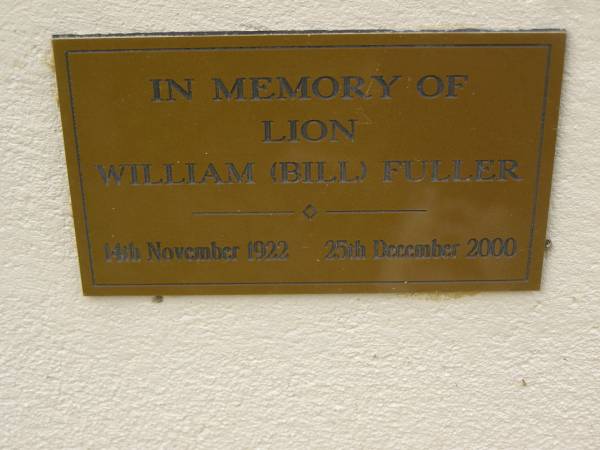 IN MEMORY OF
LION
WILLIAM (BILL) FULLER
14th November 1922 25th December 2000